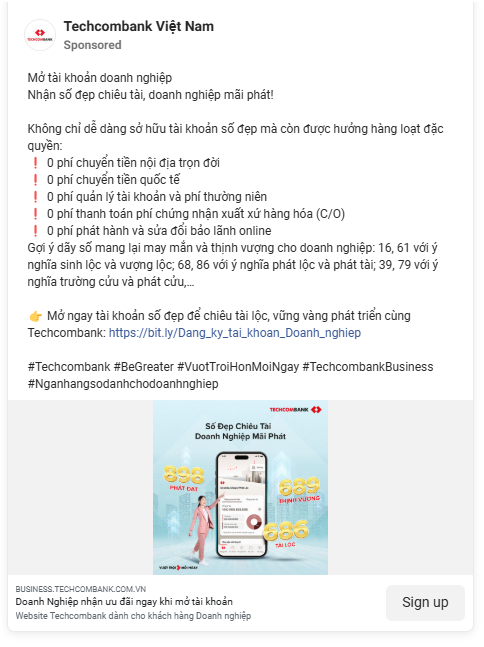 Techcombank Việt Nam
Sponsored
Mở tài khoản doanh nghiệp
Nhận số đẹp chiêu tài, doanh nghiệp mãi phát!
Không chỉ dễ dàng sở hữu tài khoản số đẹp mà còn được hưởng hàng loạt đặc
quyền:
❗ 0 phí chuyển tiền nội địa trọn đời
❗ 0 phí chuyển tiền quốc tế
❗ 0 phí quản lý tài khoản và phí thường niên
❗ 0 phí thanh toán phí chứng nhận xuất xứ hàng hóa (C/O)
❗ 0 phí phát hành và sửa đổi bảo lãnh online
Gợi ý dãy số mang lại may mắn và thịnh vượng cho doanh nghiệp: 16, 61 với ý
nghĩa sinh lộc và vượng lộc; 68, 86 với ý nghĩa phát lộc và phát tài; 39, 79 với ý
nghĩa trường cửu và phát cửu,...
👉 Mở ngay tài khoản số đẹp để chiêu tài lộc, vững vàng phát triển cùng
Techcombank: https://bit.ly/Dang_ky_tai_khoan_Doanh_nghiep
#Techcombank #BeGreater #VuotTroiHonMoiNgay #TechcombankBusiness
#Nganhangsodanhchodoanhnghiep
TECHCOMBANK
Số Đẹp Chiêu Tài
Doanh Nghiệp Mãi Phát
898
PHÁT ĐẠT
689
THỊNH VƯỢNG
686
TÀI LỘC
BUSINESS.TECHCOMBANK.COM.VN
Doanh Nghiệp nhận ưu đãi ngay khi mở tài khoản
Website Techcombank dành cho khách hàng Doanh nghiệp
Sign up